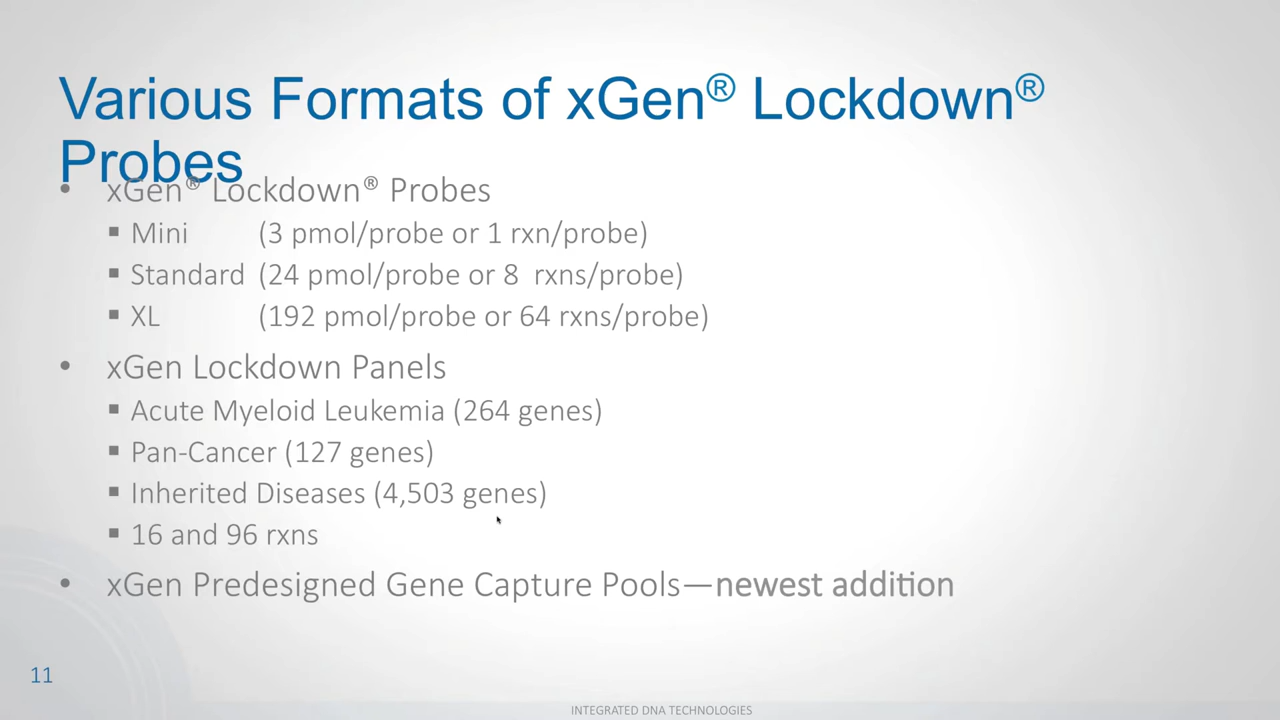 Various Formats of xGen® Lockdown®
Probes
• xGen® Lockdown® Probes
▪ Mini (3 pmol/probe or 1 rxn/probe)
▪ Standard (24 pmol/probe or 8 rxns/probe)
▪ XL (192 pmol/probe or 64 rxns/probe)
• xGen Lockdown Panels
▪ Acute Myeloid Leukemia (264 genes)
▪ Pan-Cancer (127 genes)
▪ Inherited Diseases (4,503 genes)
▪ 16 and 96 rxns
• xGen Predesigned Gene Capture Pools—newest addition
11
INTEGRATED DNA TECHNOLOGIES